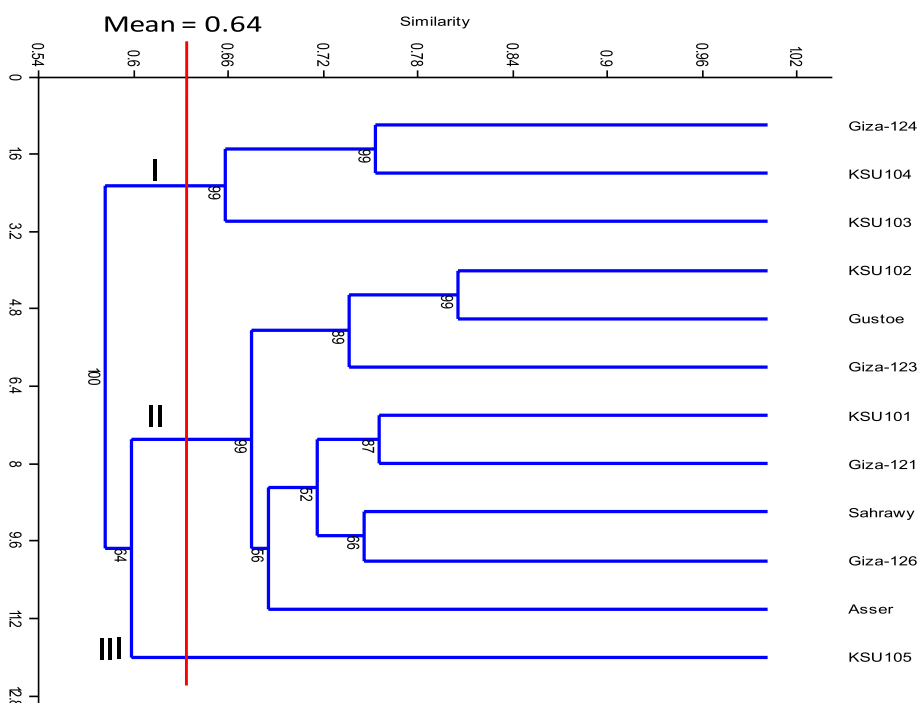 Mean = 0.64
Similarity
0.54 0.6 0.66 0.72 0.78 0.84 0.9 0.96 1.02
0
Giza-124
1.6
99
I
KSU104
99
KSU103
3.2
KSU102
99
4.8
Gustoe
89
Giza-123
100
6.4
II
KSU101
99
87
8
Giza-121
52
Sahrawy
9.6
66
64
56
Giza-126
Asser
11.2
III
KSU105
12.8